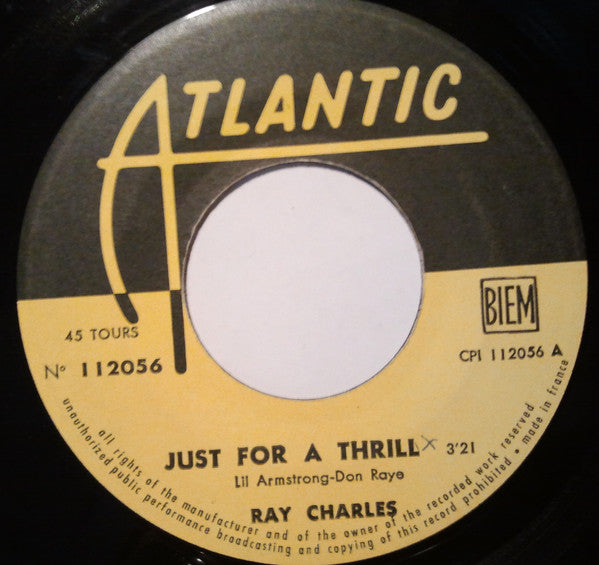 ATLANTIC
BIEM
45 TOURS
N° 112056
CPI 112056 A
JUST FOR A THRILL x 3'21
Lil Armstrong-Don Raye
RAY CHARLES
all rights of the manufacturer and of the owner of the recorded work reserved
unauthorized public performance broadcasting and copying of this record prohibited • made in france